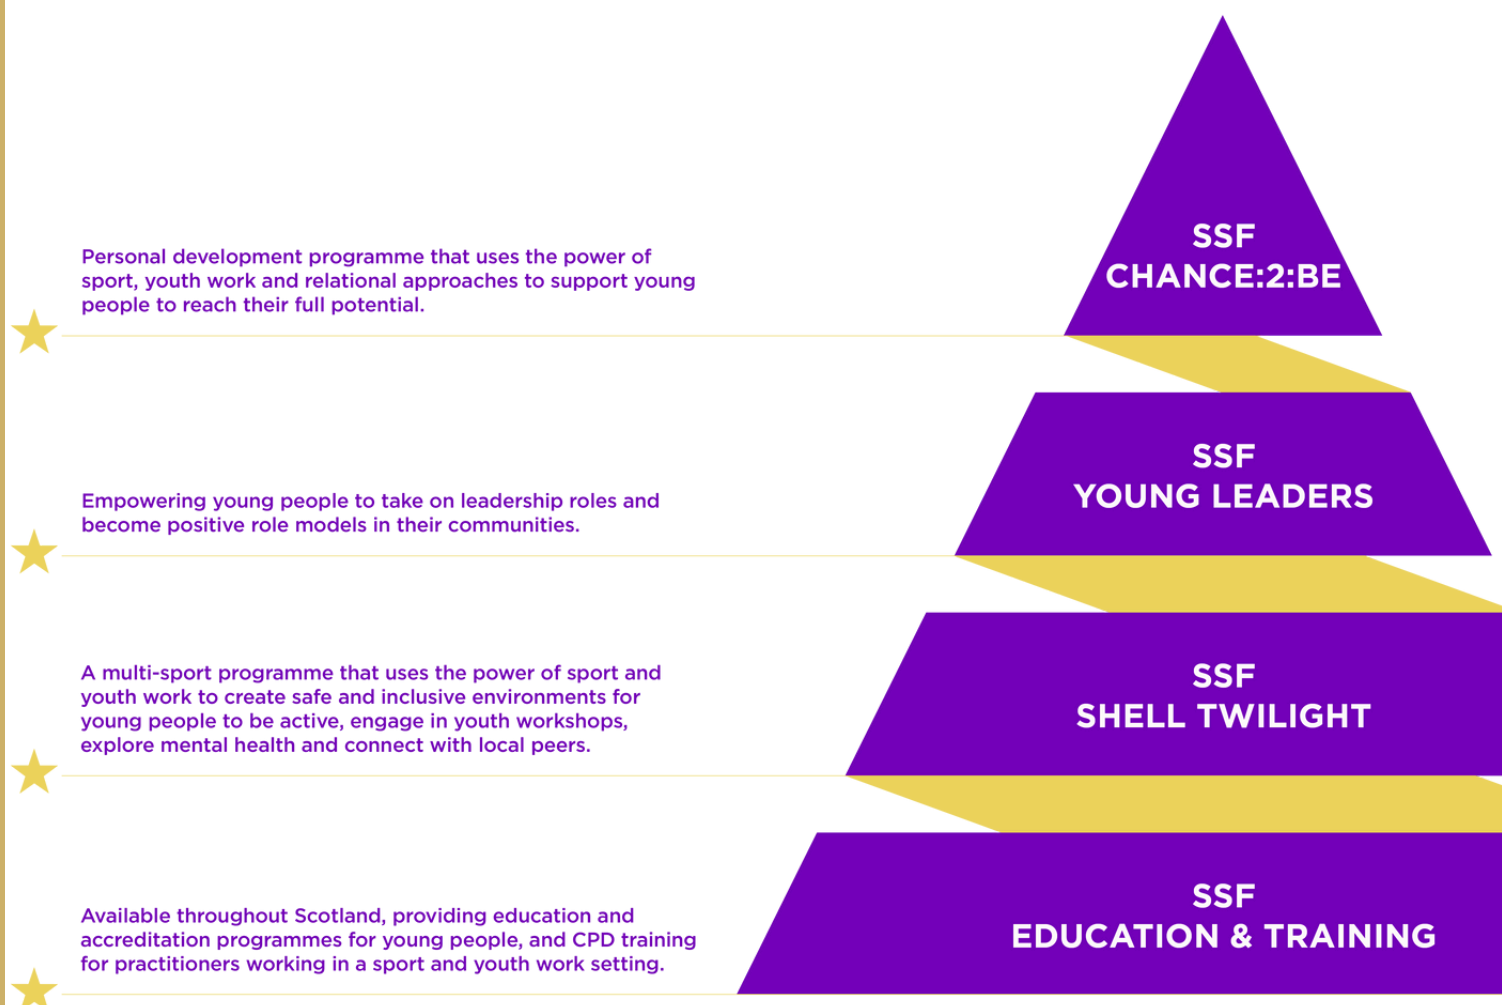 Personal development programme that uses the power of
sport, youth work and relational approaches to support young
people to reach their full potential.
SSF
CHANCE:2:BE
Empowering young people to take on leadership roles and
become positive role models in their communities.
SSF
YOUNG LEADERS
A multi-sport programme that uses the power of sport and
youth work to create safe and inclusive environments for
young people to be active, engage in youth workshops,
explore mental health and connect with local peers.
SSF
SHELL TWILIGHT
Available throughout Scotland, providing education and
accreditation programmes for young people, and CPD training
for practitioners working in a sport and youth work setting.
SSF
EDUCATION & TRAINING